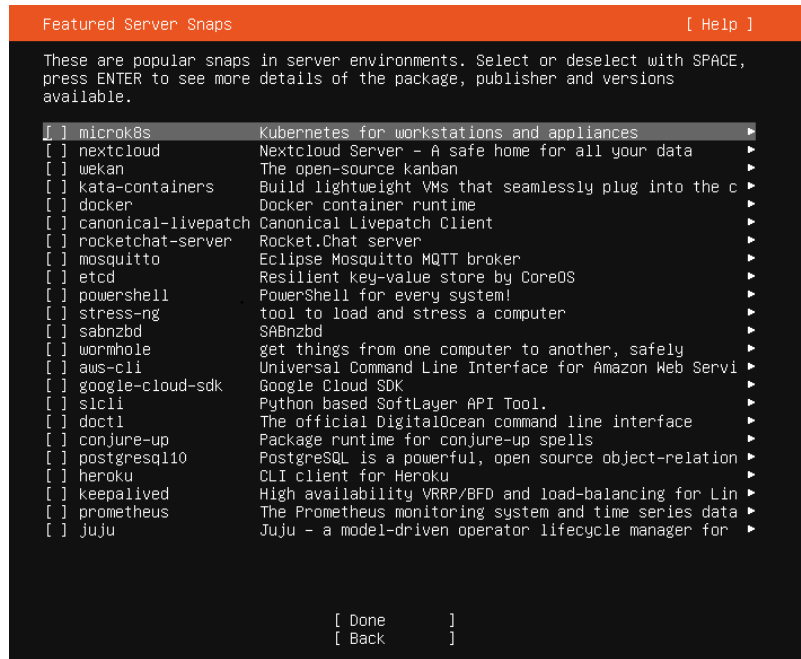 Featured Server Snaps [ Help ]
These are popular snaps in server environments. Select or deselect with SPACE,
press ENTER to see more details of the package, publisher and versions
available.
[ ] microk8s Kubernetes for workstations and appliances ►
[ ] nextcloud Nextcloud Server – A safe home for all your data ►
[ ] wekan The open-source kanban ►
[ ] kata-containers Build lightweight VMs that seamlessly plug into the c ►
[ ] docker Docker container runtime ►
[ ] canonical-livepatch Canonical Livepatch Client ►
[ ] rocketchat-server Rocket.Chat server ►
[ ] mosquitto Eclipse Mosquitto MQTT broker ►
[ ] etcd Resilient key-value store by CoreOS ►
[ ] powershell PowerShell for every system! ►
[ ] stress-ng tool to load and stress a computer ►
[ ] sabnzbd SABnzbd ►
[ ] wormhole get things from one computer to another, safely ►
[ ] aws-cli Universal Command Line Interface for Amazon Web Servi ►
[ ] google-cloud-sdk Google Cloud SDK ►
[ ] slcli Python based SoftLayer API Tool. ►
[ ] doctl The official DigitalOcean command line interface ►
[ ] conjure-up Package runtime for conjure-up spells ►
[ ] postgresql10 PostgreSQL is a powerful, open source object-relation ►
[ ] heroku CLI client for Heroku ►
[ ] keepalived High availability VRRP/BFD and load-balancing for Lin ►
[ ] prometheus The Prometheus monitoring system and time series data ►
[ ] juju Juju – a model-driven operator lifecycle manager for ►
[ Done ]
[ Back ]